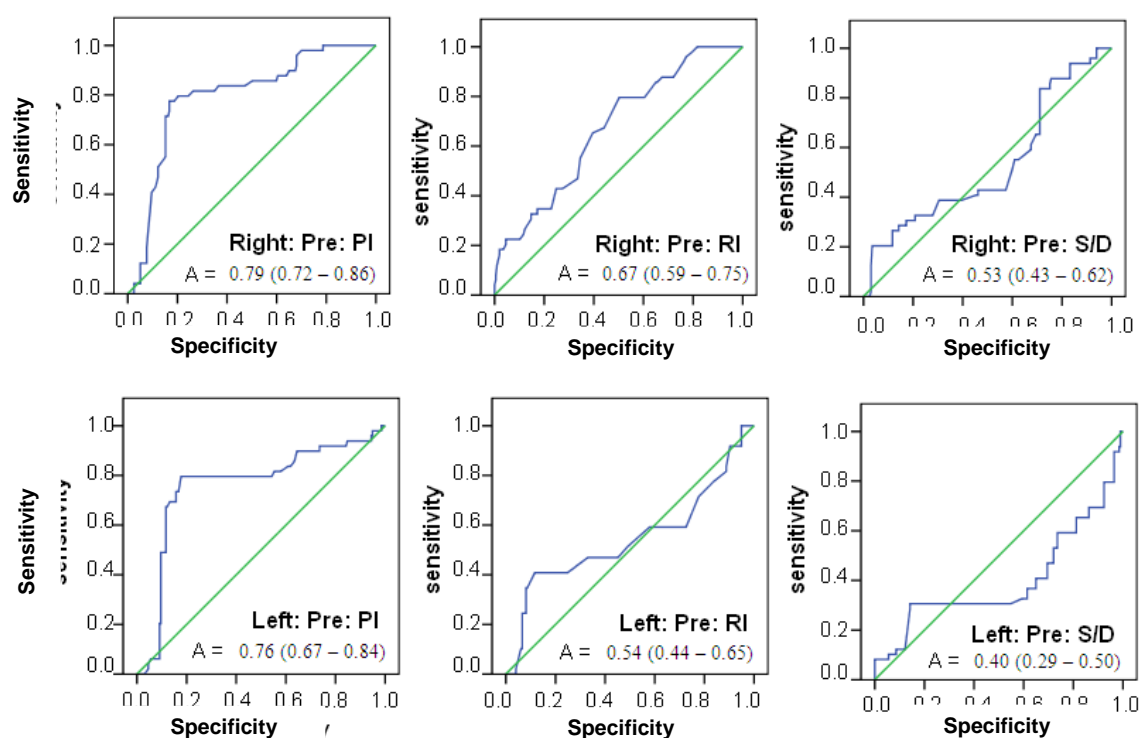 Sensitivity
1.0
0.8
0.6
0.4
0.2
0.0
Right: Pre: PI
A = 0.79 (0.72 – 0.86)
0.0 0.2 0.4 0.6 0.8 1.0
Specificity
sensitivity
1.0
0.8
0.6
0.4
0.2
0.0
Right: Pre: RI
A = 0.67 (0.59 – 0.75)
0.0 0.2 0.4 0.6 0.8 1.0
Specificity
sensitivity
1.0
0.8
0.6
0.4
0.2
0.0
Right: Pre: S/D
A = 0.53 (0.43 – 0.62)
0.0 0.2 0.4 0.6 0.8 1.0
Specificity
Sensitivity
1.0
0.8
0.6
0.4
0.2
0.0
Left: Pre: PI
A = 0.76 (0.67 – 0.84)
0.0 0.2 0.4 0.6 0.8 1.0
Specificity
sensitivity
1.0
0.8
0.6
0.4
0.2
0.0
Left: Pre: RI
A = 0.54 (0.44 – 0.65)
0.0 0.2 0.4 0.6 0.8 1.0
Specificity
sensitivity
1.0
0.8
0.6
0.4
0.2
0.0
Left: Pre: S/D
A = 0.40 (0.29 – 0.50)
0.0 0.2 0.4 0.6 0.8 1.0
Specificity